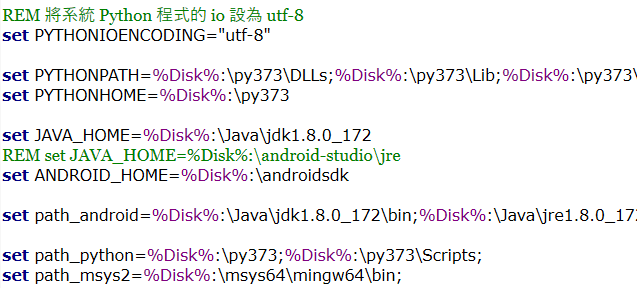 REM 將系統 Python 程式的 io 設為 utf-8
set PYTHONIOENCODING="utf-8"
set PYTHONPATH=%Disk%:\py373\DLLs;%Disk%:\py373\Lib;%Disk%:\py373\
set PYTHONHOME=%Disk%:\py373
set JAVA_HOME=%Disk%:\Java\jdk1.8.0_172
REM set JAVA_HOME=%Disk%:\android-studio\jre
set ANDROID_HOME=%Disk%:\androidsdk
set path_android=%Disk%:\Java\jdk1.8.0_172\bin;%Disk%:\Java\jre1.8.0_172
set path_python=%Disk%:\py373;%Disk%:\py373\Scripts;
set path_msys2=%Disk%:\msys64\mingw64\bin;